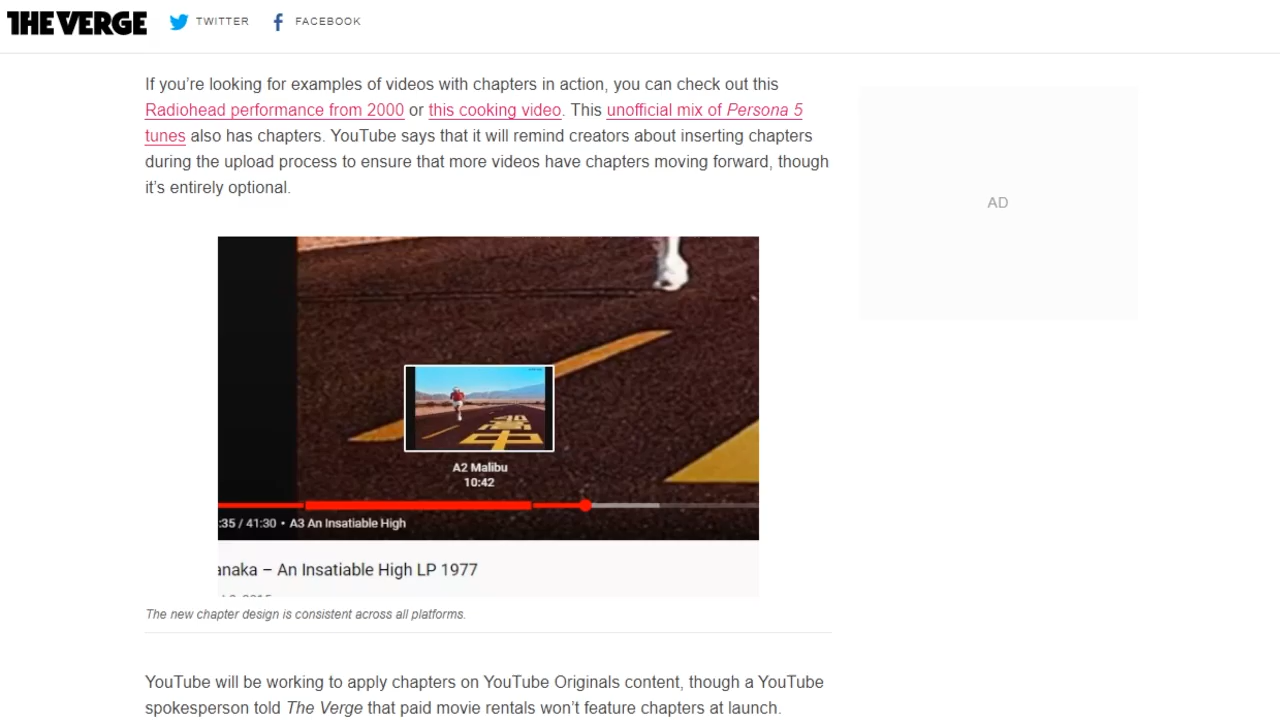 THE VERGE TWITTER FACEBOOK
If you’re looking for examples of videos with chapters in action, you can check out this
Radiohead performance from 2000 or this cooking video. This unofficial mix of Persona 5
tunes also has chapters. YouTube says that it will remind creators about inserting chapters
during the upload process to ensure that more videos have chapters moving forward, though
it’s entirely optional.
AD
A2 Malibu
10:42
:35 / 41:30 • A3 An Insatiable High
anaka – An Insatiable High LP 1977
The new chapter design is consistent across all platforms.
YouTube will be working to apply chapters on YouTube Originals content, though a YouTube
spokesperson told The Verge that paid movie rentals won’t feature chapters at launch.